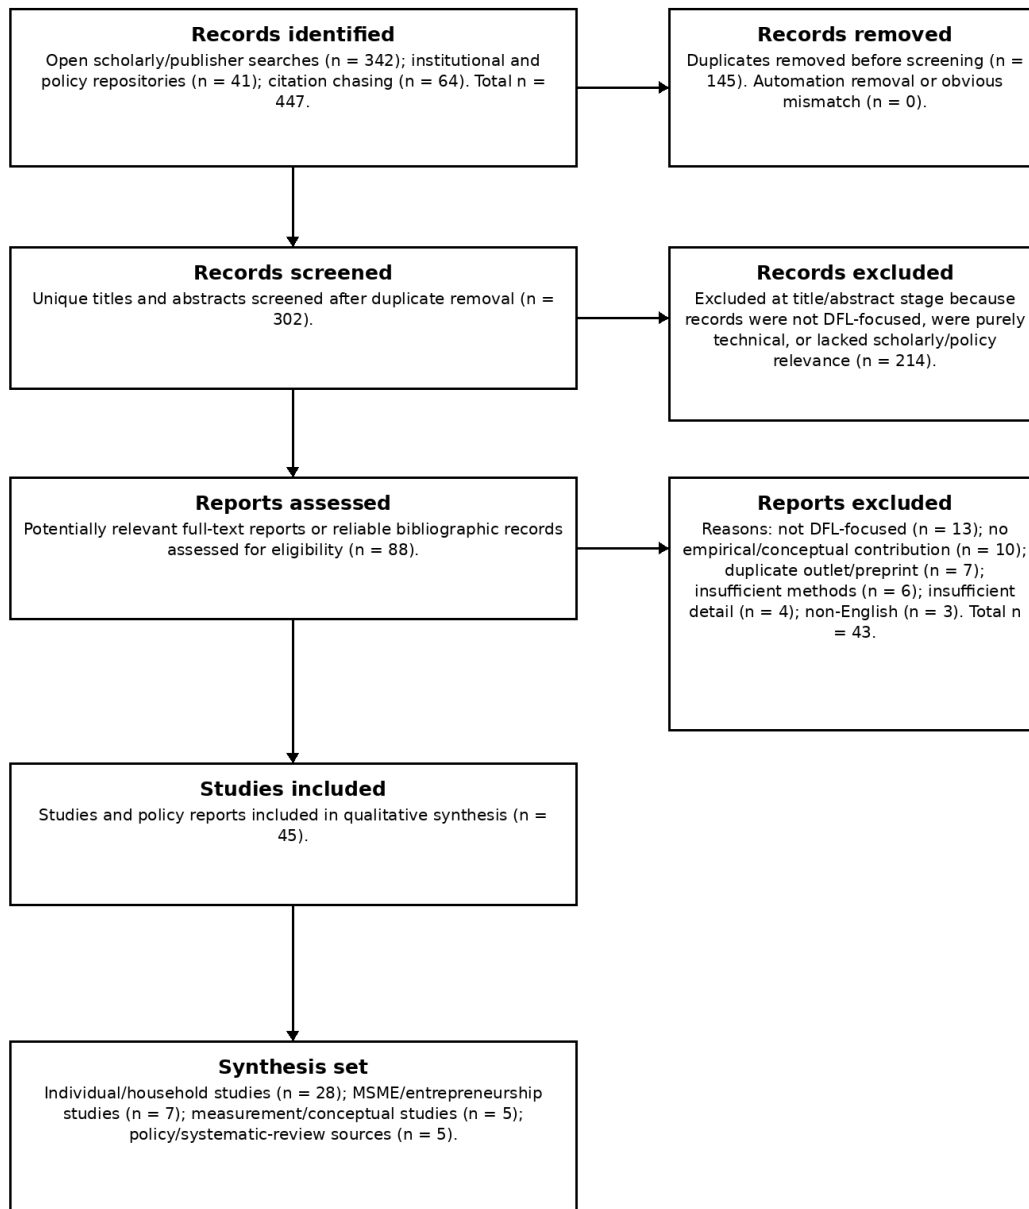 Records identified
Open scholarly/publisher searches (n = 342); institutional and
policy repositories (n = 41); citation chasing (n = 64). Total n =
447.
Records removed
Duplicates removed before screening (n =
145). Automation removal or obvious
mismatch (n = 0).
Records screened
Unique titles and abstracts screened after duplicate removal (n =
302).
Records excluded
Excluded at title/abstract stage because
records were not DFL-focused, were purely
technical, or lacked scholarly/policy
relevance (n = 214).
Reports assessed
Potentially relevant full-text reports or reliable bibliographic records
assessed for eligibility (n = 88).
Reports excluded
Reasons: not DFL-focused (n = 13); no
empirical/conceptual contribution (n = 10);
duplicate outlet/preprint (n = 7);
insufficient methods (n = 6); insufficient
detail (n = 4); non-English (n = 3). Total n
= 43.
Studies included
Studies and policy reports included in qualitative synthesis (n =
45).
Synthesis set
Individual/household studies (n = 28); MSME/entrepreneurship
studies (n = 7); measurement/conceptual studies (n = 5);
policy/systematic-review sources (n = 5).